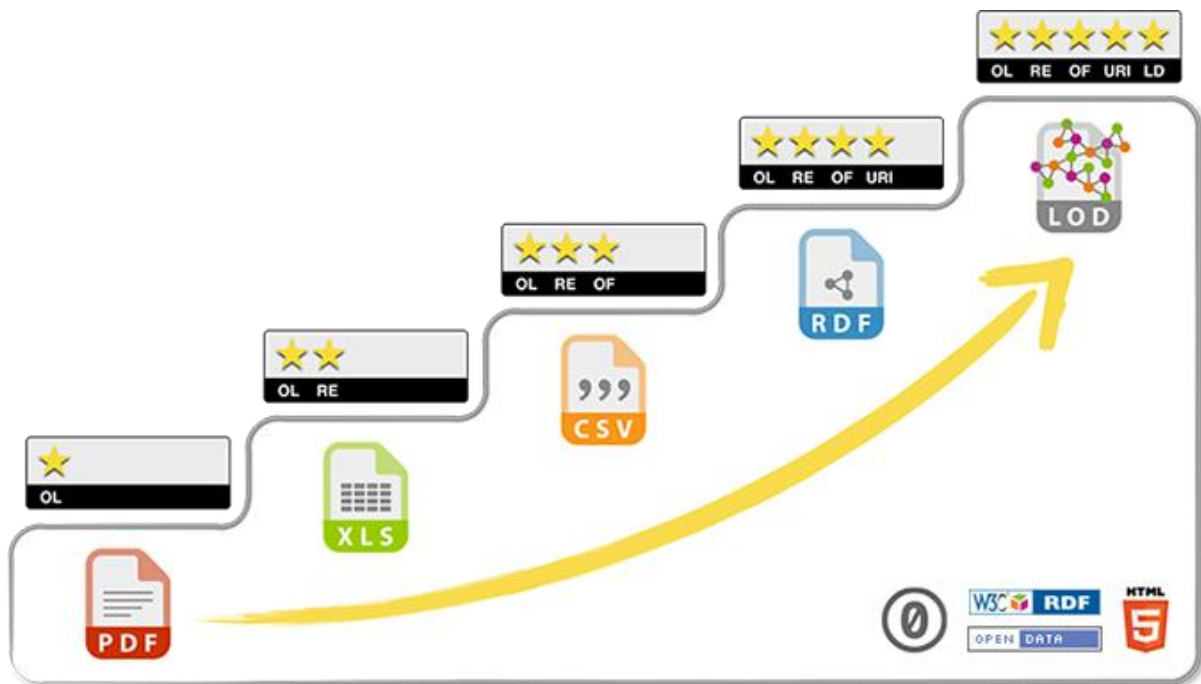 OL RE OF URI LD
LOD
OL RE OF URI
RDF
OL RE OF
CSV
OL RE
XLS
OL
PDF
0
W3C RDF
OPEN DATA
HTML
5